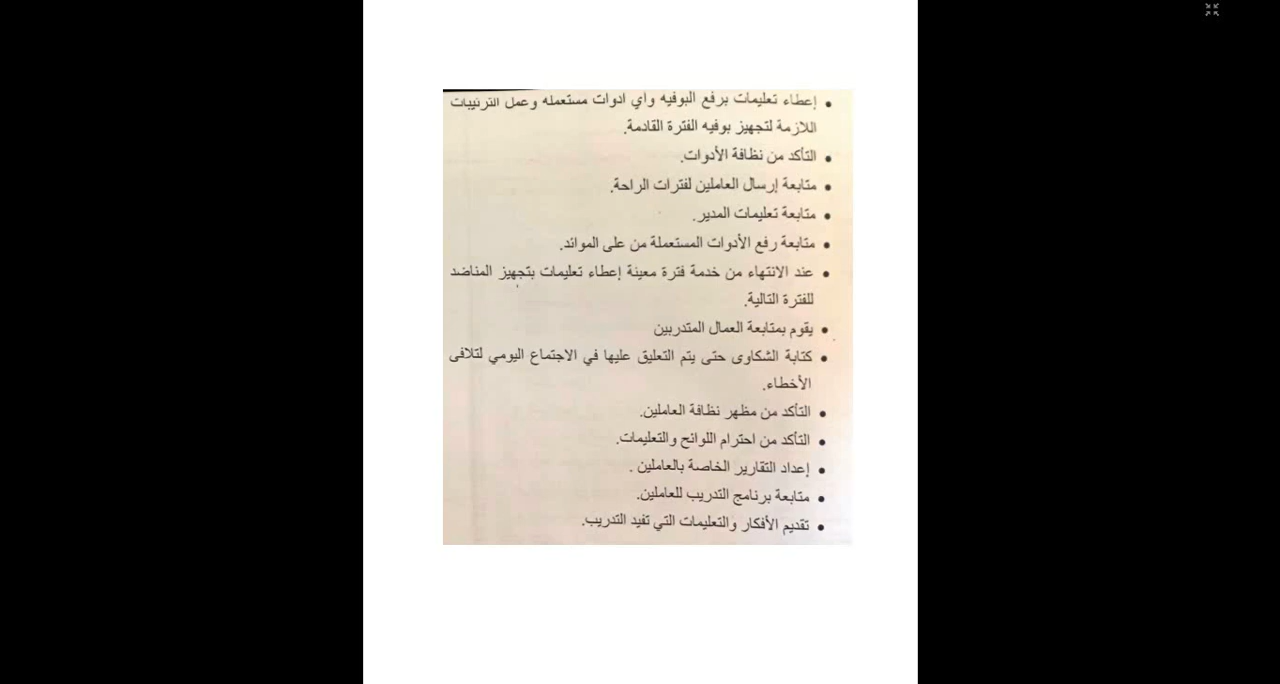 • إعطاء تعليمات برفع البوفيه وأي ادوات مستعمله وعمل الترتيبات
اللازمة لتجهيز بوفيه الفترة القادمة.
• التأكد من نظافة الأدوات.
• متابعة إرسال العاملين لفترات الراحة.
• متابعة تعليمات المدير.
• متابعة رفع الأدوات المستعملة من على الموائد.
• عند الانتهاء من خدمة فترة معينة إعطاء تعليمات بتجهيز المناضد
للفترة التالية.
• يقوم بمتابعة العمال المتدربين
• كتابة الشكاوى حتى يتم التعليق عليها في الاجتماع اليومي لتلافى
الأخطاء.
• التأكد من مظهر نظافة العاملين.
• التأكد من احترام اللوائح والتعليمات.
• إعداد التقارير الخاصة بالعاملين .
• متابعة برنامج التدريب للعاملين.
• تقديم الأفكار والتعليمات التي تفيد التدريب.